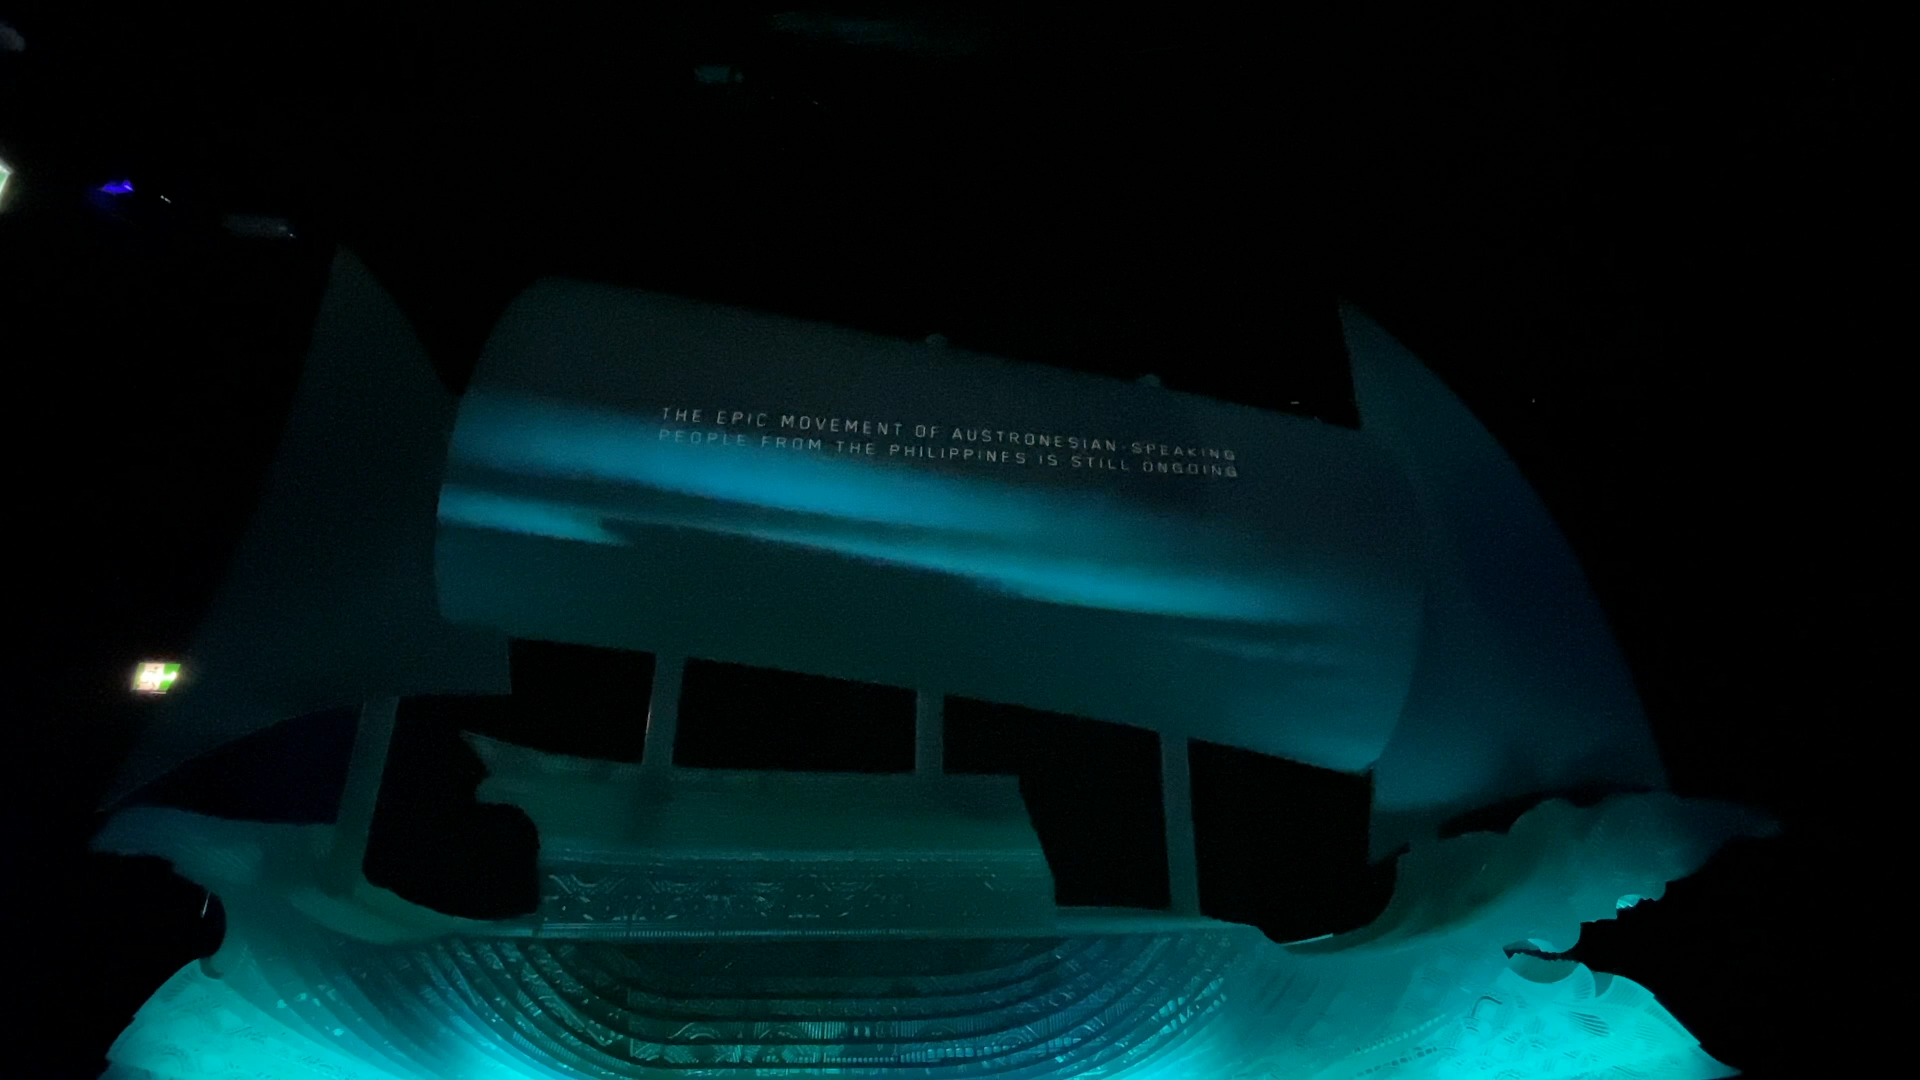 THE EPIC MOVEMENT OF AUSTRONESIAN-SPEAKING
PEOPLE FROM THE PHILIPPINES IS STILL ONGOING